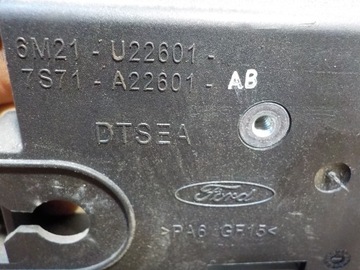 6M21 - U22601 -
7S71 - A22601 - AB
DTSEA
Ford
>PA6 GF15<